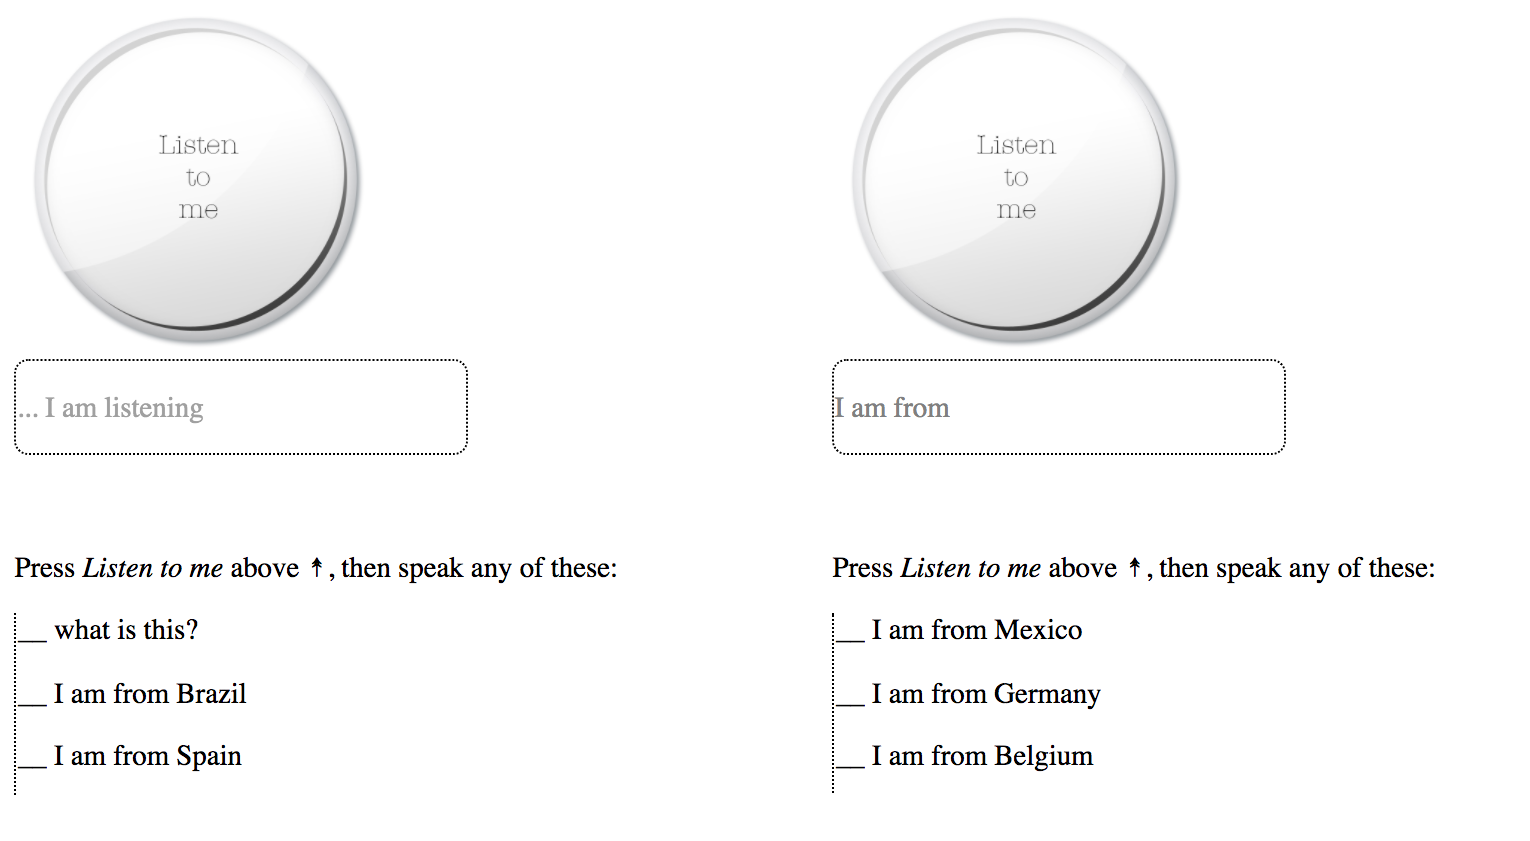 Listen
to
me
... I am listening
Press Listen to me above ↑, then speak any of these:
__ what is this?
__ I am from Brazil
__ I am from Spain
Listen
to
me
I am from
Press Listen to me above ↑, then speak any of these:
__ I am from Mexico
__ I am from Germany
__ I am from Belgium